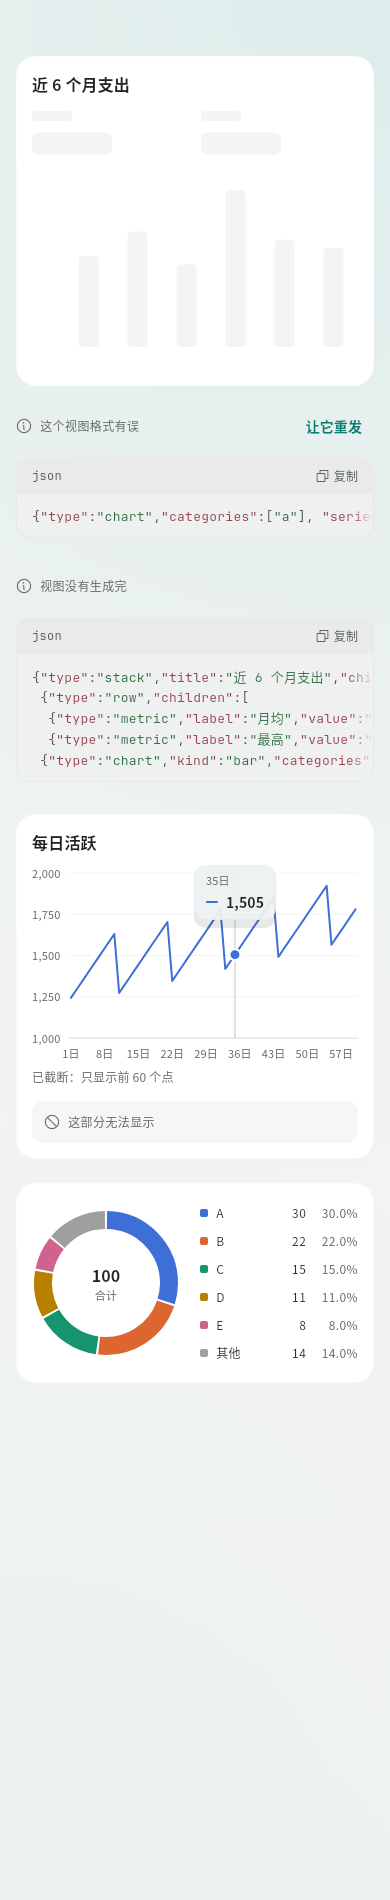 近 6 个月支出
这个视图格式有误 让它重发
json 复制
{"type":"chart","categories":["a"], "serie
视图没有生成完
json 复制
{"type":"stack","title":"近 6 个月支出","chi
{"type":"row","children":[
{"type":"metric","label":"月均","value":"
{"type":"metric","label":"最高","value":"
{"type":"chart","kind":"bar","categories"
每日活跃
2,000
35日
1,505
1,750
1,500
1,250
1,000
1日 8日 15日 22日 29日 36日 43日 50日 57日
已截断：只显示前 60 个点
这部分无法显示
100
合计
A 30 30.0%
B 22 22.0%
C 15 15.0%
D 11 11.0%
E 8 8.0%
其他 14 14.0%